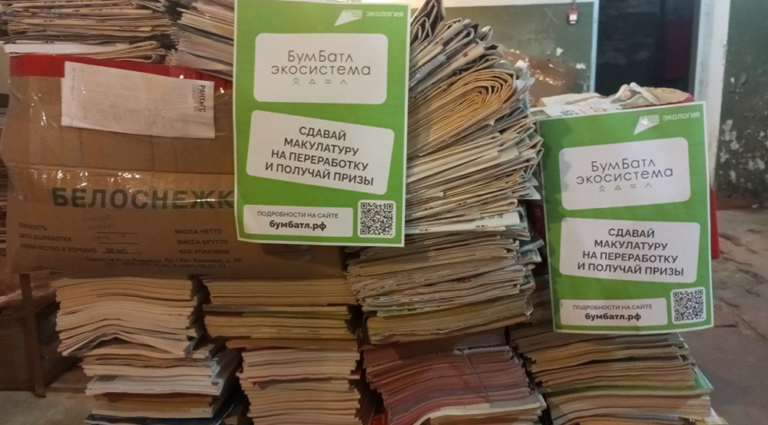 ЭКОЛОГИЯ
БумБатл
экосистема
СДАВАЙ
МАКУЛАТУРУ
НА ПЕРЕРАБОТКУ
И ПОЛУЧАЙ ПРИЗЫ
ПОДРОБНОСТИ НА САЙТЕ
бумбатл.рф
БЕЛОСНЕЖК
МАССА НЕТТО
МАССА БРУТТО
ЭКОЛОГИЯ
БумБатл
экосистема
СДАВАЙ
МАКУЛАТУРУ
НА ПЕРЕРАБОТКУ
И ПОЛУЧАЙ ПРИЗЫ
ПОДРОБНОСТИ НА САЙТЕ
бумбатл.рф